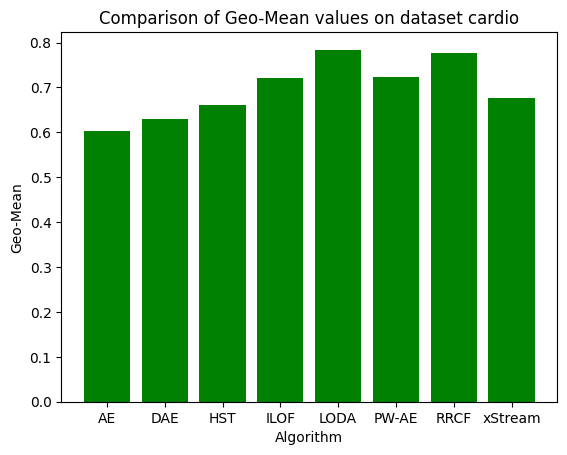 Comparison of Geo-Mean values on dataset cardio
0.8
0.7
0.6
0.5
0.4
0.3
0.2
0.1
0.0
Geo-Mean
AE DAE HST ILOF LODA PW-AE RRCF xStream
Algorithm